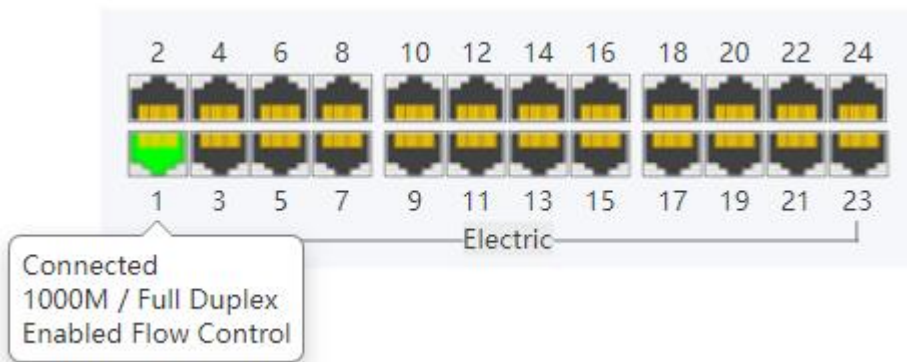 2 4 6 8 10 12 14 16 18 20 22 24
1 3 5 7 9 11 13 15 17 19 21 23
Electric
Connected
1000M / Full Duplex
Enabled Flow Control